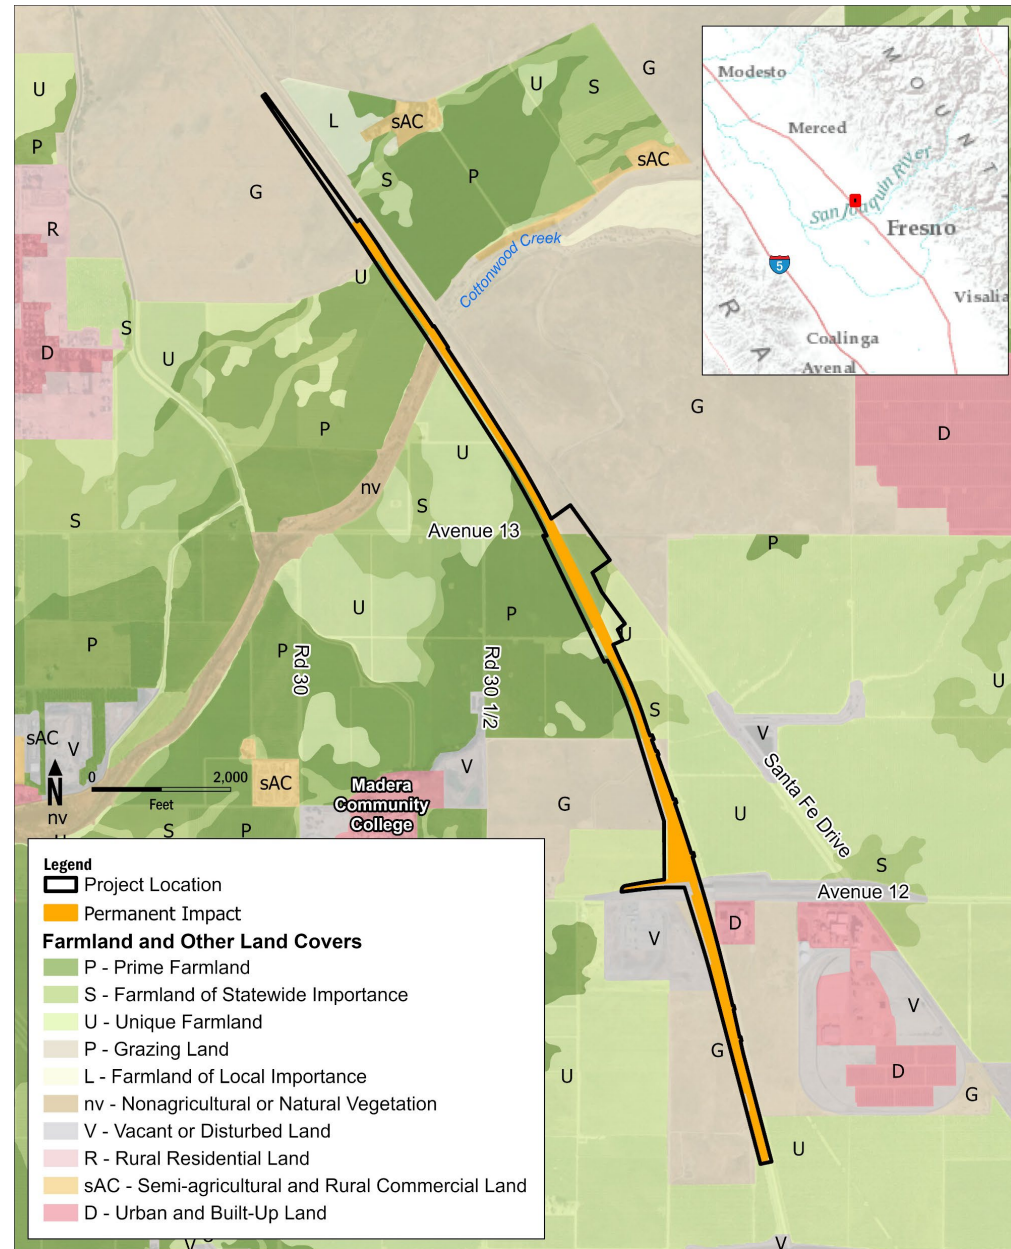 U
P
R
D
S
U
G
L
sAC
S
P
U
S
G
sAC
Cottonwood Creek
U
Modesto
Merced
M
O
U
N
T
San Joaquin River
Fresno
5
Visalia
R
A
Coalinga
Avenal
G
D
P
U
nv
S
S
Avenue 13
P
U
P
P
Rd 30
P
Rd 30 1/2
U
S
U
V
Santa Fe Drive
U
sAC
V
N
nv
0
2,000
Feet
sAC
S
P
V
Madera
Community
College
G
S
Avenue 12
D
V
V
D
G
G
U
U
V
V
Legend
Project Location
Permanent Impact
Farmland and Other Land Covers
P - Prime Farmland
S - Farmland of Statewide Importance
U - Unique Farmland
P - Grazing Land
L - Farmland of Local Importance
nv - Nonagricultural or Natural Vegetation
V - Vacant or Disturbed Land
R - Rural Residential Land
sAC - Semi-agricultural and Rural Commercial Land
D - Urban and Built-Up Land